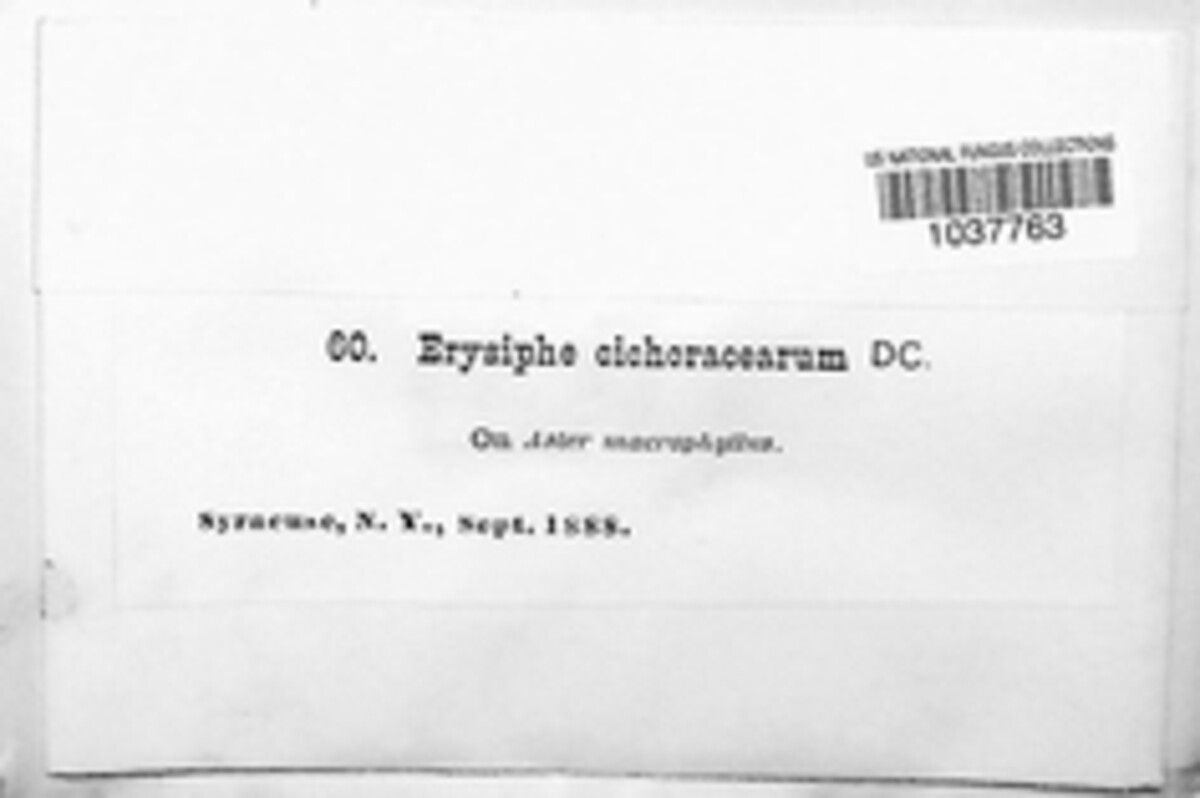 US NATIONAL FUNGUS COLLECTIONS
1037763
60. Erysiphe cichoracearum DC.
On Aster macrophyllus.
Syracuse, N. Y., Sept. 1888.